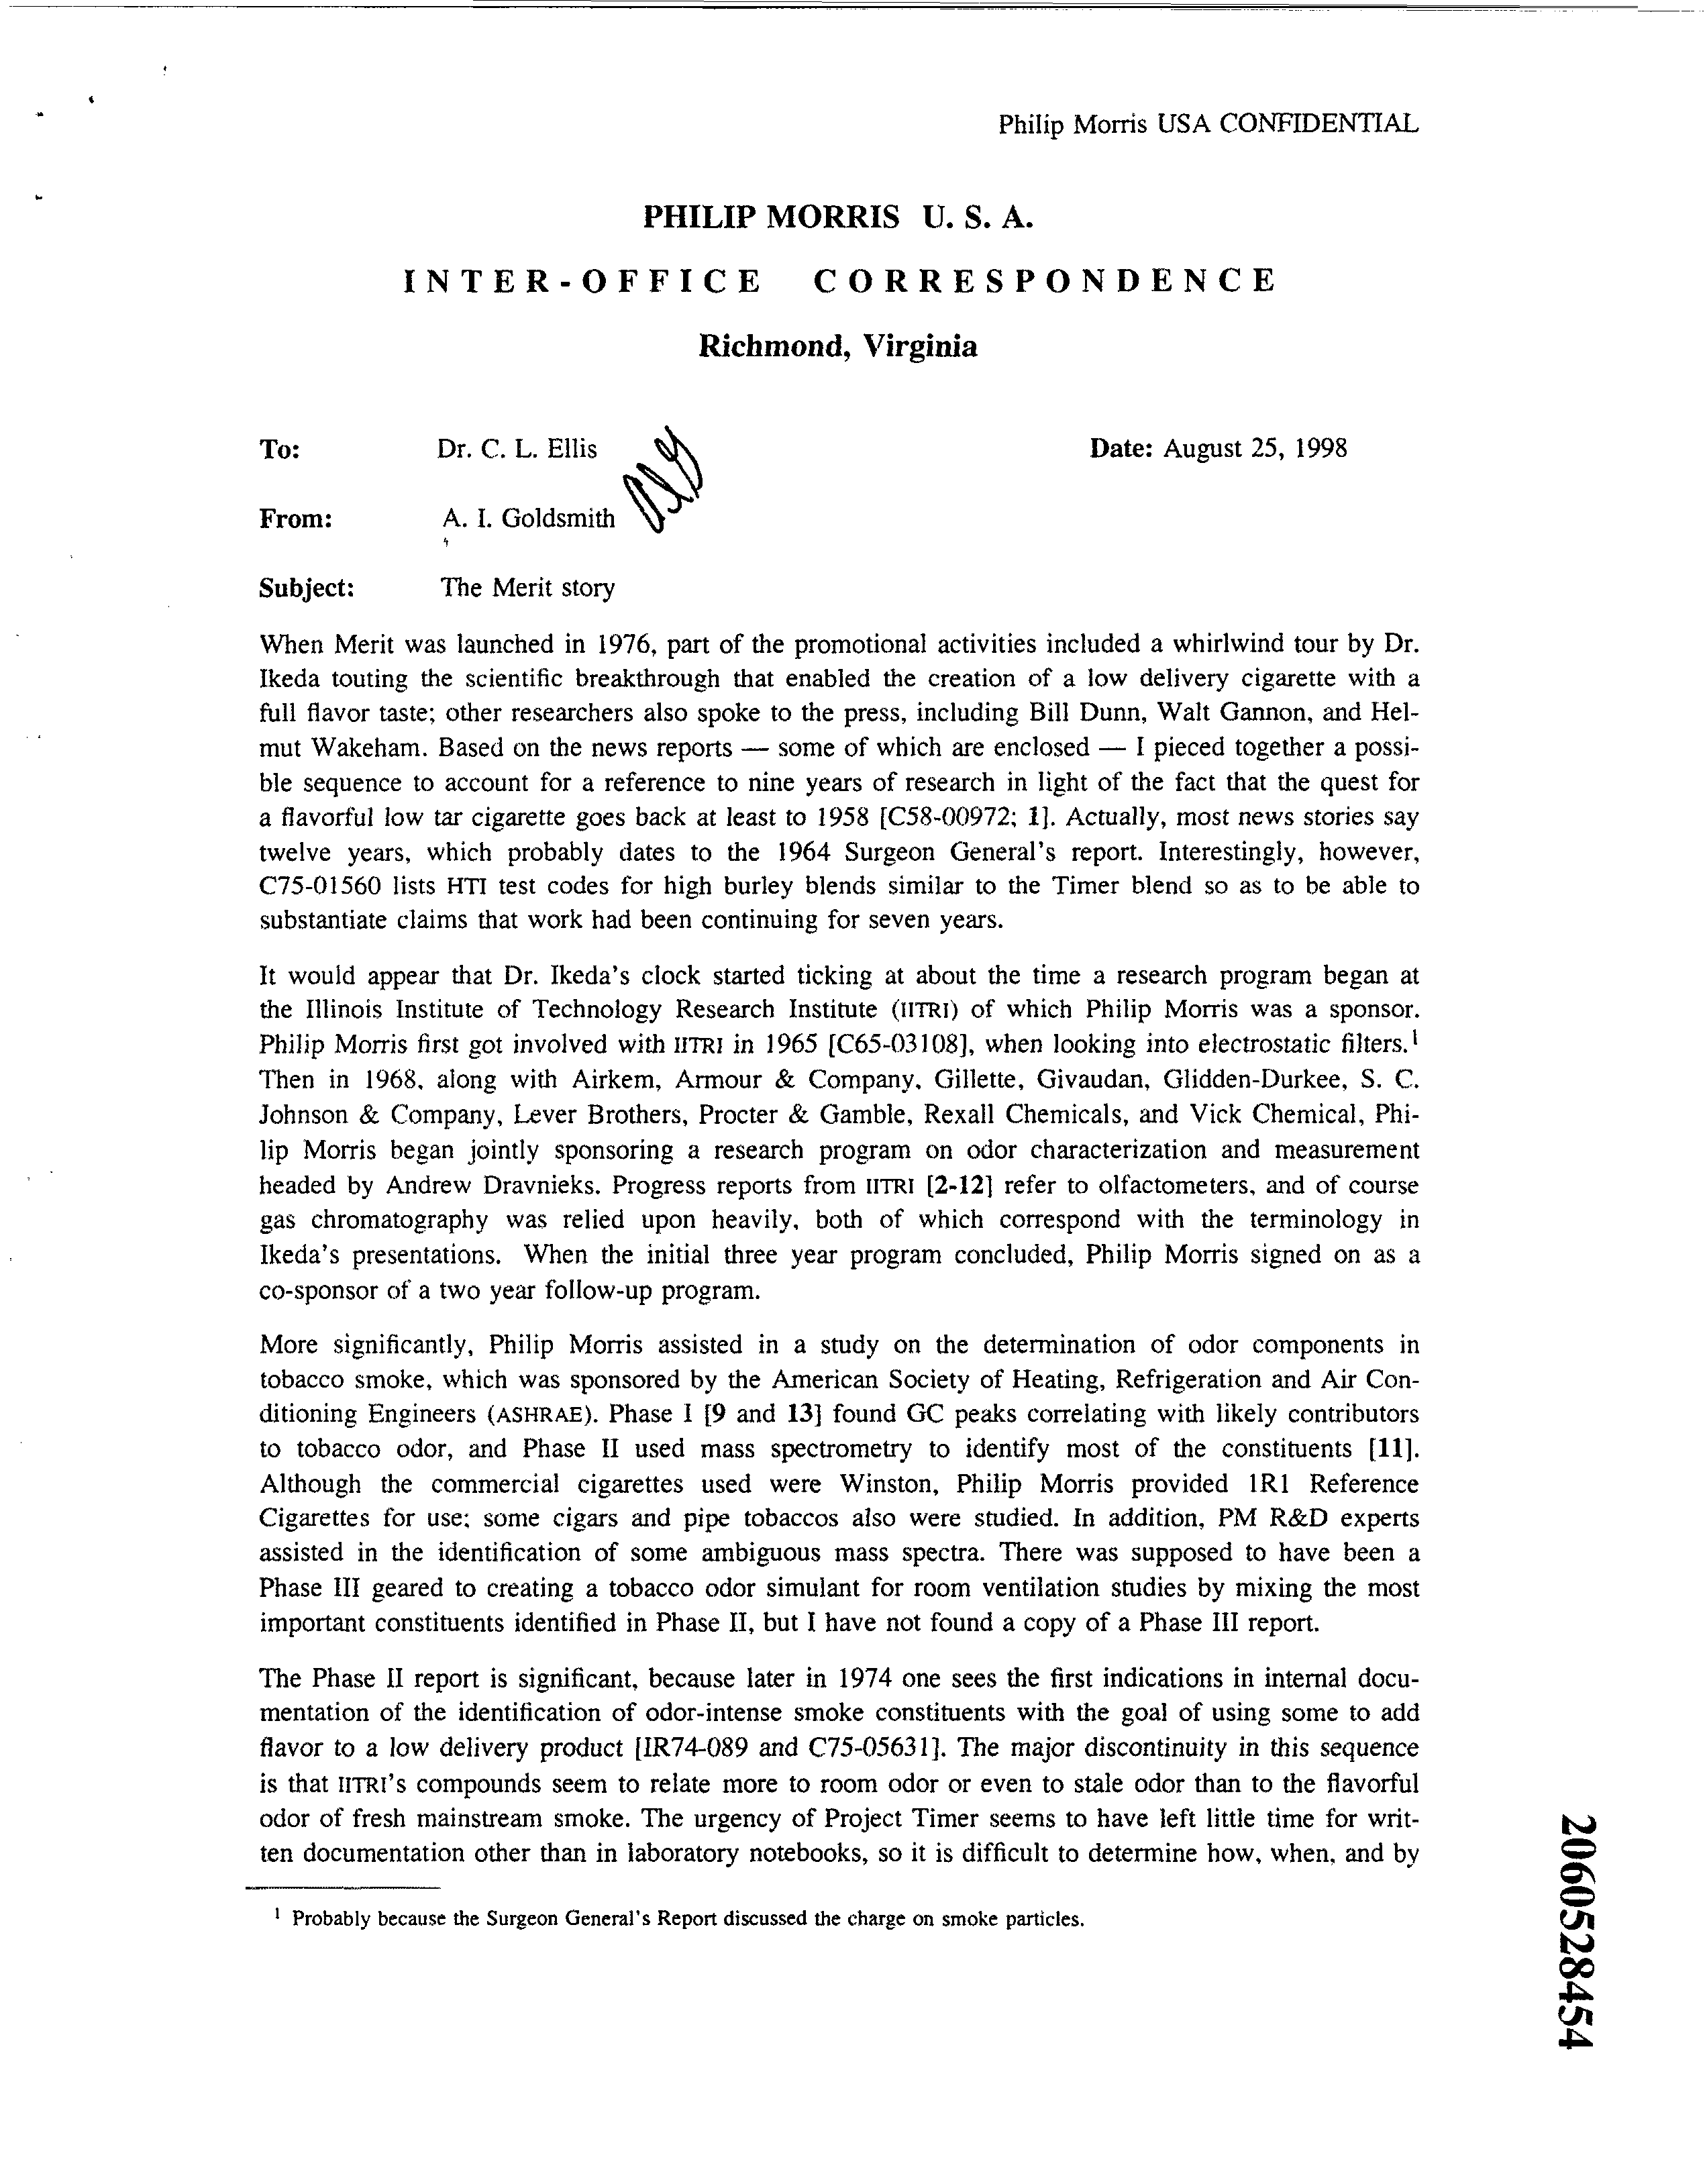 Philip Morris USA CONFIDENTIAL
PHILIP MORRIS U. S. A.
INTER-OFFICE CORRESPONDENCE
Richmond, Virginia
To: Dr. C. L. Ellis Date: August 25, 1998
From: A. I. Goldsmith
Subject: The Merit story
When Merit was launched in 1976, part of the promotional activities included a whirlwind tour by Dr.
Ikeda touting the scientific breakthrough that enabled the creation of a low delivery cigarette with a
full flavor taste; other researchers also spoke to the press, including Bill Dunn, Walt Gannon, and Hel-
mut Wakeham. Based on the news reports — some of which are enclosed — I pieced together a possi-
ble sequence to account for a reference to nine years of research in light of the fact that the quest for
a flavorful low tar cigarette goes back at least to 1958 [C58-00972; 1]. Actually, most news stories say
twelve years, which probably dates to the 1964 Surgeon General's report. Interestingly, however,
C75-01560 lists HTI test codes for high burley blends similar to the Timer blend so as to be able to
substantiate claims that work had been continuing for seven years.
It would appear that Dr. Ikeda's clock started ticking at about the time a research program began at
the Illinois Institute of Technology Research Institute (IITRI) of which Philip Morris was a sponsor.
Philip Morris first got involved with IITRI in 1965 [C65-03108], when looking into electrostatic filters.1
Then in 1968, along with Airkem, Armour & Company, Gillette, Givaudan, Glidden-Durkee, S. C.
Johnson & Company, Lever Brothers, Procter & Gamble, Rexall Chemicals, and Vick Chemical, Phi-
lip Morris began jointly sponsoring a research program on odor characterization and measurement
headed by Andrew Dravnieks. Progress reports from IITRI [2-12] refer to olfactometers, and of course
gas chromatography was relied upon heavily, both of which correspond with the terminology in
Ikeda's presentations. When the initial three year program concluded, Philip Morris signed on as a
co-sponsor of a two year follow-up program.
More significantly, Philip Morris assisted in a study on the determination of odor components in
tobacco smoke, which was sponsored by the American Society of Heating, Refrigeration and Air Con-
ditioning Engineers (ASHRAE). Phase I [9 and 13] found GC peaks correlating with likely contributors
to tobacco odor, and Phase II used mass spectrometry to identify most of the constituents [11].
Although the commercial cigarettes used were Winston, Philip Morris provided 1R1 Reference
Cigarettes for use; some cigars and pipe tobaccos also were studied. In addition, PM R&D experts
assisted in the identification of some ambiguous mass spectra. There was supposed to have been a
Phase III geared to creating a tobacco odor simulant for room ventilation studies by mixing the most
important constituents identified in Phase II, but I have not found a copy of a Phase III report.
The Phase II report is significant, because later in 1974 one sees the first indications in internal docu-
mentation of the identification of odor-intense smoke constituents with the goal of using some to add
flavor to a low delivery product [IR74-089 and C75-05631]. The major discontinuity in this sequence
is that IITRI's compounds seem to relate more to room odor or even to stale odor than to the flavorful
odor of fresh mainstream smoke. The urgency of Project Timer seems to have left little time for writ-
ten documentation other than in laboratory notebooks, so it is difficult to determine how, when, and by
1 Probably because the Surgeon General's Report discussed the charge on smoke particles.
2060528454